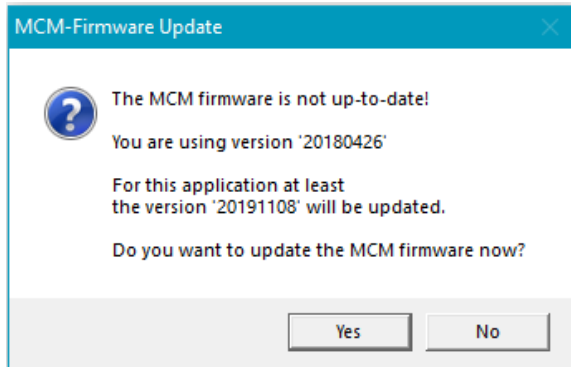 MCM-Firmware Update
The MCM firmware is not up-to-date!
You are using version '20180426'
For this application at least
the version '20191108' will be updated.
Do you want to update the MCM firmware now?
Yes
No